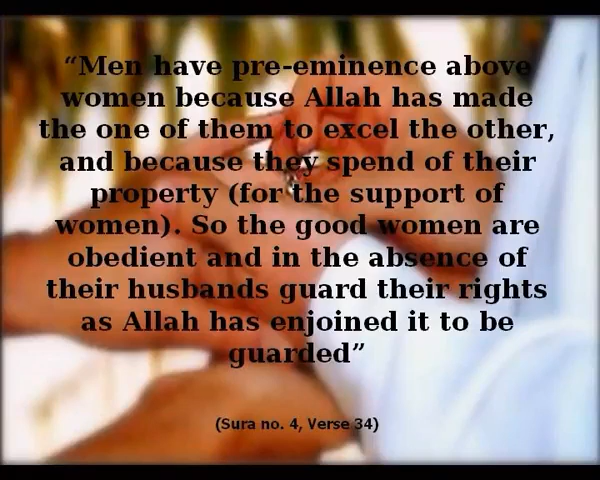 “Men have pre-eminence above
women because Allah has made
the one of them to excel the other,
and because they spend of their
property (for the support of
women). So the good women are
obedient and in the absence of
their husbands guard their rights
as Allah has enjoined it to be
guarded”
(Sura no. 4, Verse 34)